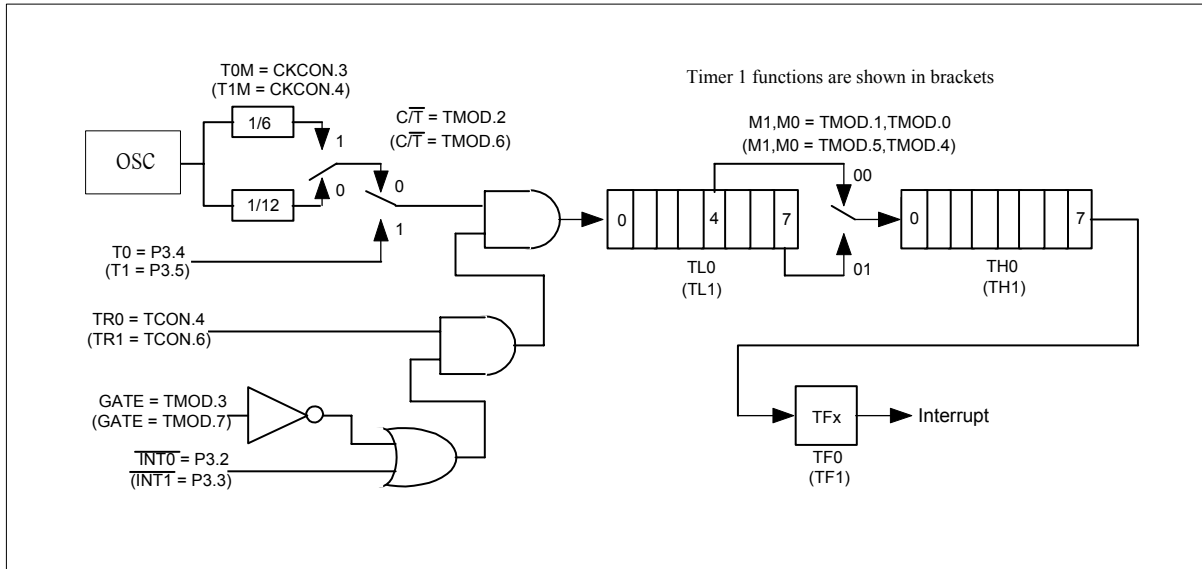 T0M = CKCON.3
(T1M = CKCON.4)
Timer 1 functions are shown in brackets
1/6
1
OSC
C/T̅ = TMOD.2
(C/T̅ = TMOD.6)
M1,M0 = TMOD.1,TMOD.0
(M1,M0 = TMOD.5,TMOD.4)
0
1/12
0
1
T0 = P3.4
(T1 = P3.5)
0
4
7
00
01
0
7
TL0
(TL1)
TH0
(TH1)
TR0 = TCON.4
(TR1 = TCON.6)
GATE = TMOD.3
(GATE = TMOD.7)
I̅N̅T̅0̅ = P3.2
(I̅N̅T̅1̅ = P3.3)
TFx
Interrupt
TF0
(TF1)